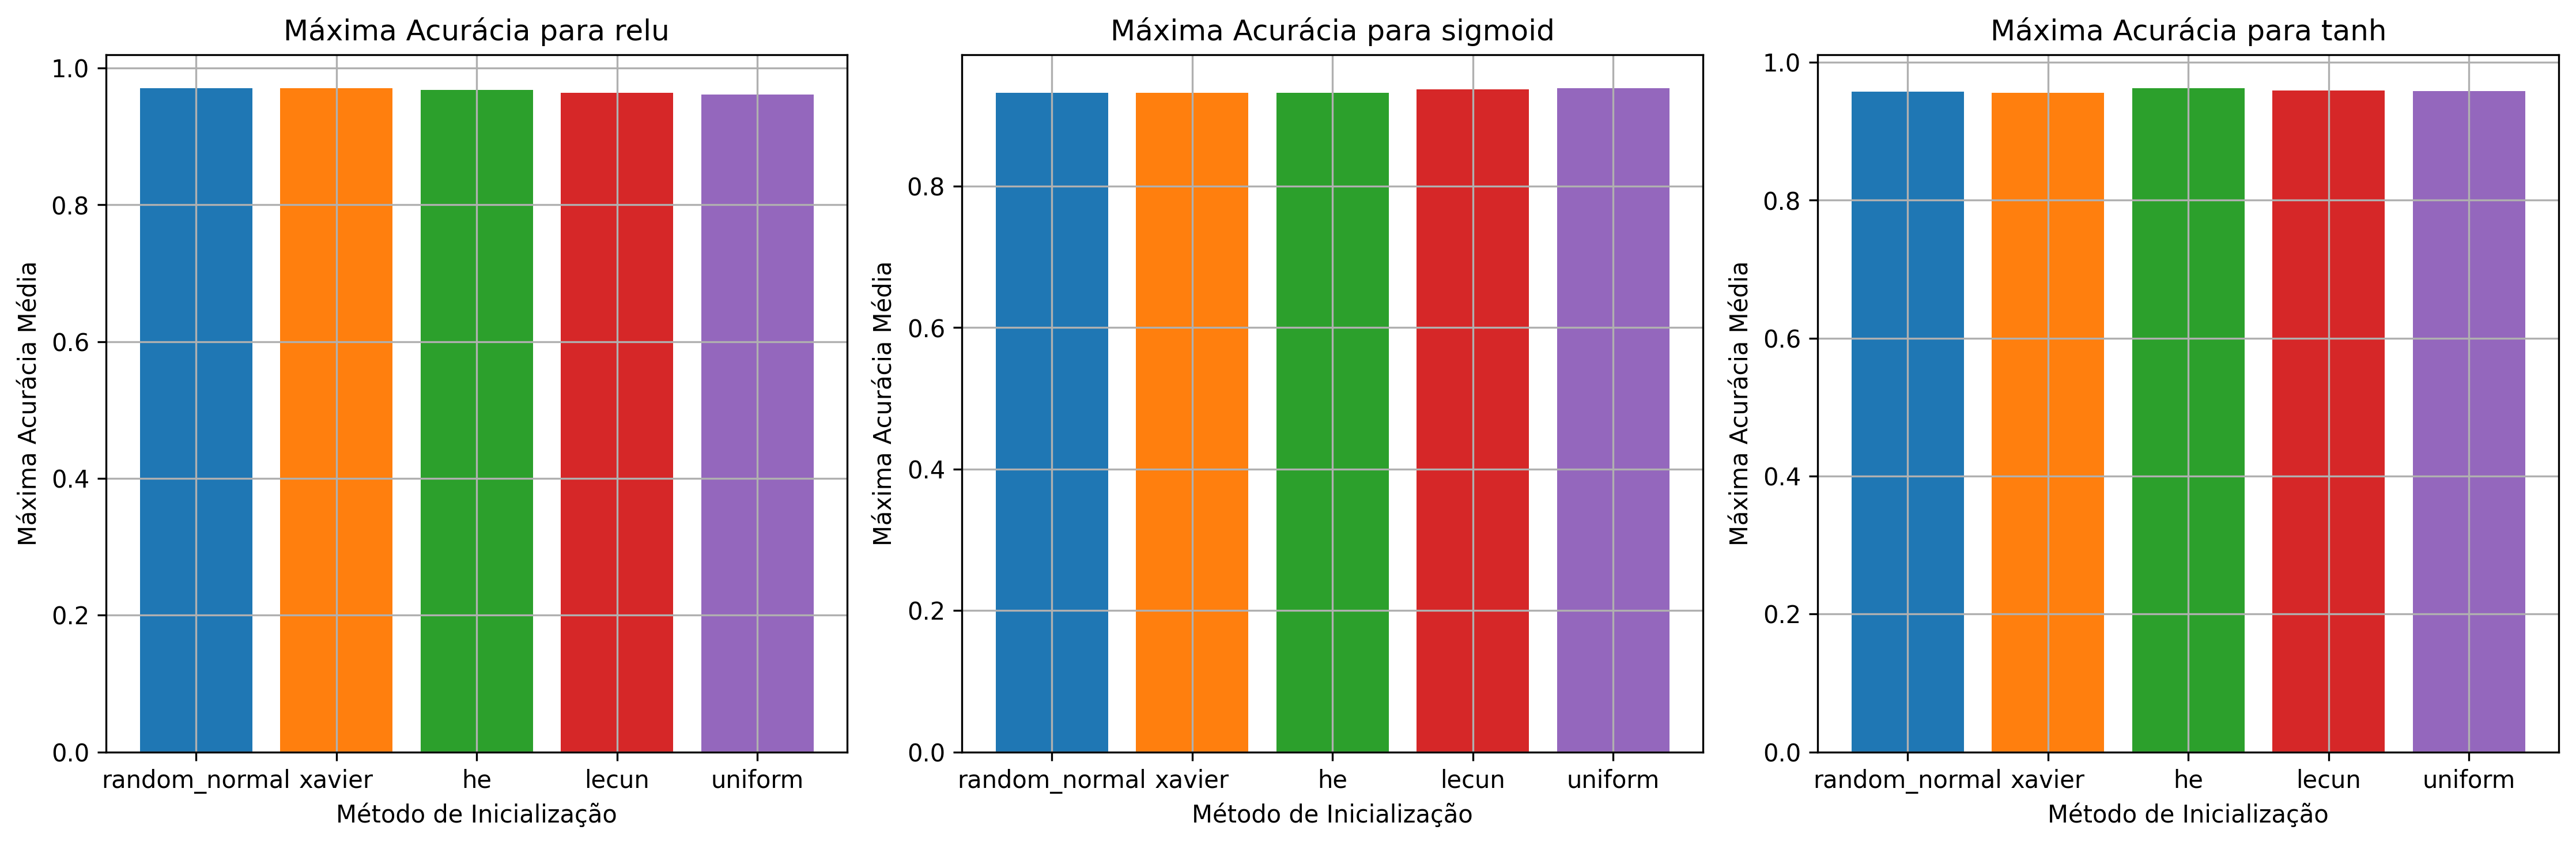 Máxima Acurácia para relu
1.0
0.8
0.6
0.4
0.2
0.0
Máxima Acurácia Média
random_normal xavier he lecun uniform
Método de Inicialização
Máxima Acurácia para sigmoid
0.8
0.6
0.4
0.2
0.0
Máxima Acurácia Média
random_normal xavier he lecun uniform
Método de Inicialização
Máxima Acurácia para tanh
1.0
0.8
0.6
0.4
0.2
0.0
Máxima Acurácia Média
random_normal xavier he lecun uniform
Método de Inicialização